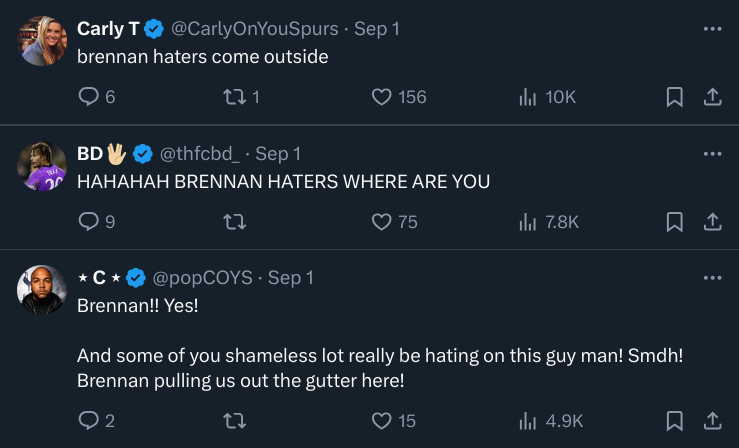 Carly T @CarlyOnYouSpurs · Sep 1
brennan haters come outside
6 1 156 10K
BD🖖🏼 @thfcbd_ · Sep 1
HAHAHAH BRENNAN HATERS WHERE ARE YOU
9 75 7.8K
⋆ C ⋆ @popCOYS · Sep 1
Brennan!! Yes!
And some of you shameless lot really be hating on this guy man! Smdh!
Brennan pulling us out the gutter here!
2 15 4.9K